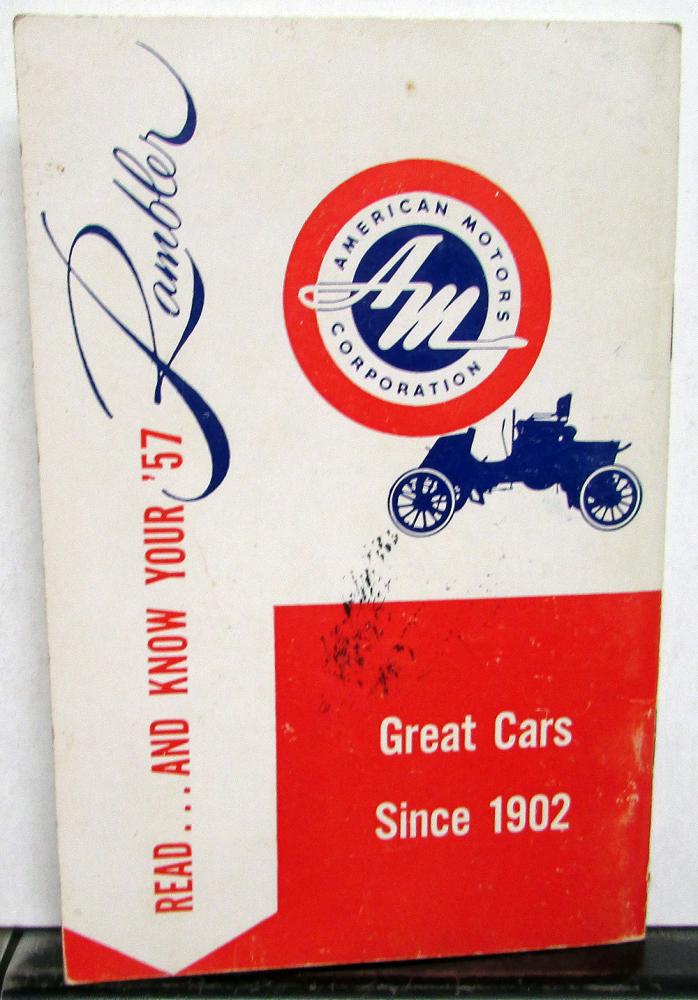 READ....AND KNOW YOUR '57 Rambler
AMERICAN MOTORS
AM
CORPORATION
Great Cars
Since 1902